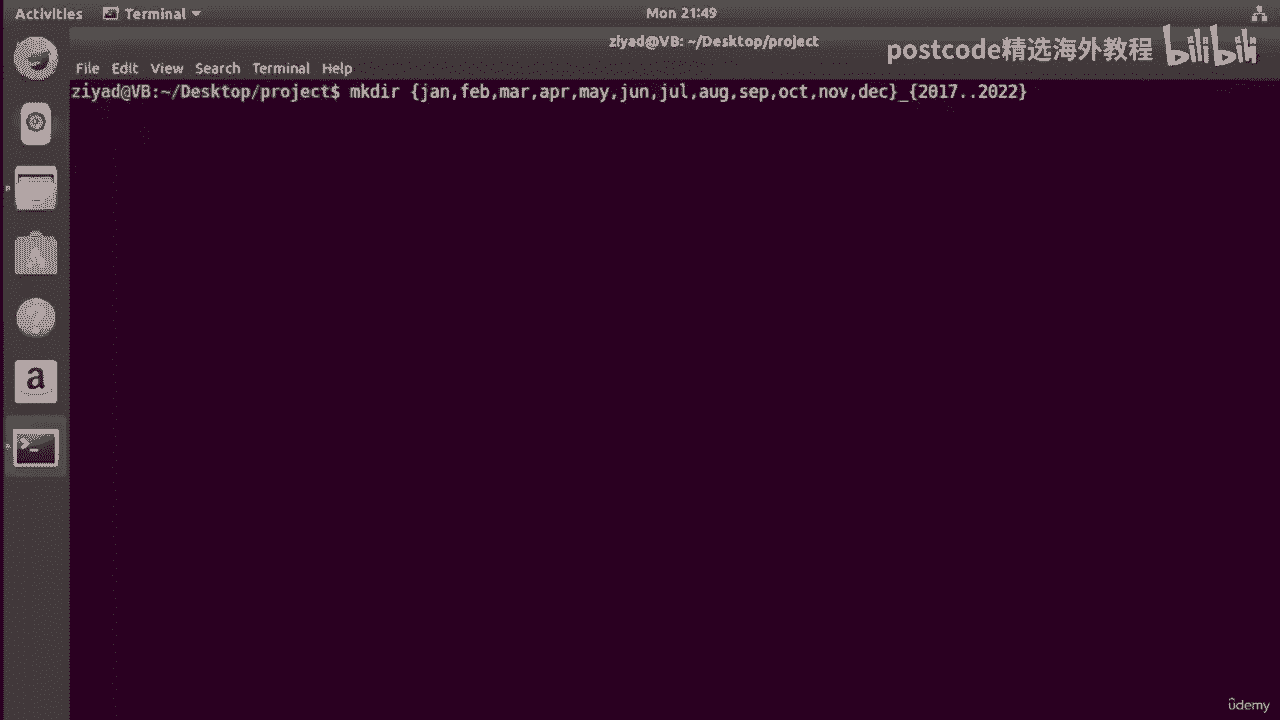 Activities Terminal Mon 21:49
ziyad@VB: ~/Desktop/project
postcode精选海外教程 bilibili
File Edit View Search Terminal Help
ziyad@VB:~/Desktop/project$ mkdir {jan,feb,mar,apr,may,jun,jul,aug,sep,oct,nov,dec}_{2017..2022}
a
ûdemy